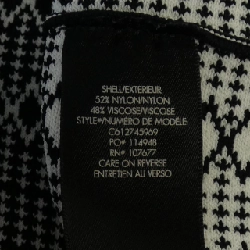 SHELL/EXTERIEUR
52% NYLON/NYLON
48% VISCOSE/VISCOSE
STYLE#/NUMÉRO DE MODÈLE
C612745969
PO# 114948
RN# 107677
CARE ON REVERSE
ENTRETIEN AU VERSO